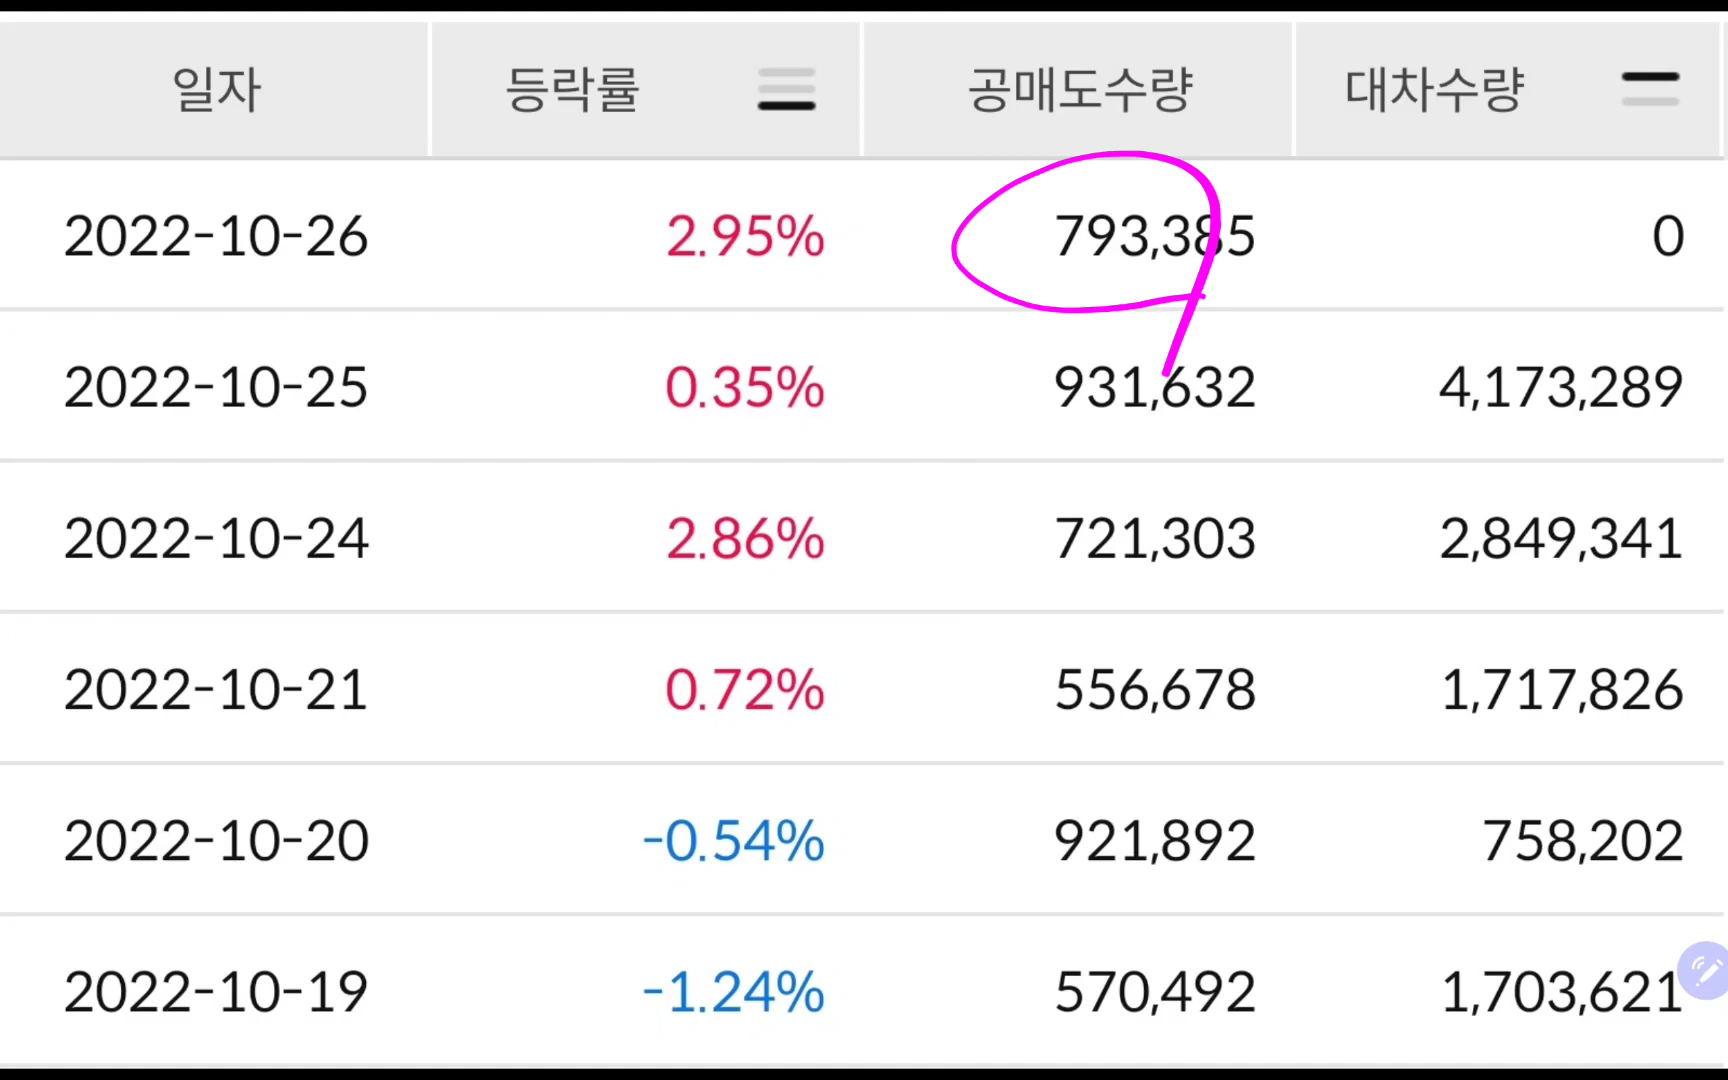 일자 등락률 공매도수량 대차수량
2022-10-26 2.95% 793,385 0
2022-10-25 0.35% 931,632 4,173,289
2022-10-24 2.86% 721,303 2,849,341
2022-10-21 0.72% 556,678 1,717,826
2022-10-20 -0.54% 921,892 758,202
2022-10-19 -1.24% 570,492 1,703,621